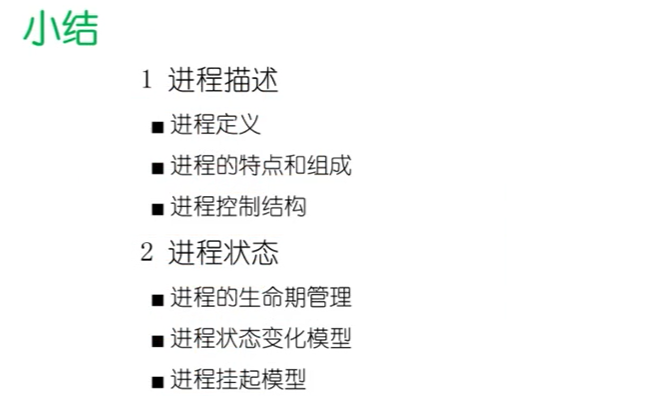 小结
1 进程描述
■ 进程定义
■ 进程的特点和组成
■ 进程控制结构
2 进程状态
■ 进程的生命期管理
■ 进程状态变化模型
■ 进程挂起模型